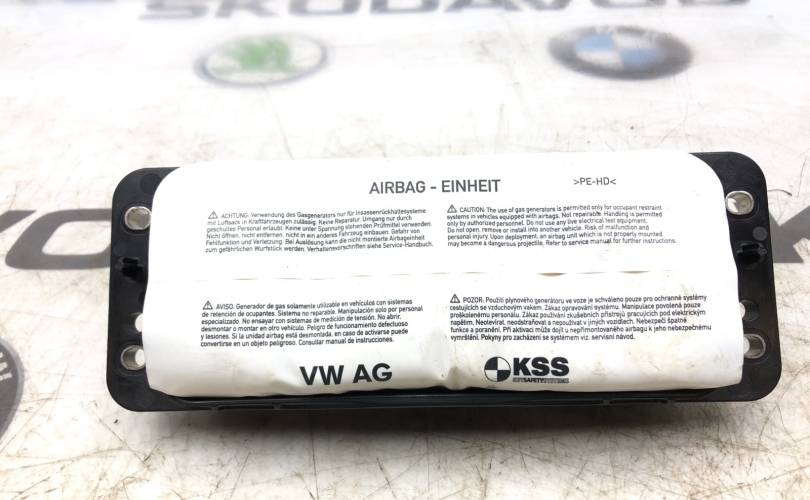 ŠKODAVOD
AIRBAG - EINHEIT
>PE-HD<
⚠ ACHTUNG: Verwendung des Gasgenerators nur für Insassenrückhaltesysteme
mit Luftsack in Kraftfahrzeugen zulässig. Keine Reparatur. Umgang nur durch
geschultes Personal erlaubt. Keine unter Spannung stehenden Prüfmittel verwenden.
Nicht öffnen, nicht entfernen, nicht in ein anderes Fahrzeug einbauen. Gefahr von
Fehlfunktion und Verletzung. Bei Auslösung kann die nicht montierte Airbageinheit
zum gefährlichen Wurfstück werden, Verhaltensvorschriften siehe Service-Handbuch.
⚠ CAUTION: The use of gas generators is permitted only for occupant restraint
systems in vehicles equipped with airbags. Not repairable. Handling is permitted
only by authorized personnel. Do not use any live electrical test equipment.
Do not open, remove or install into another vehicle. Risk of malfunction and
personal injury. Upon deployment, an airbag unit which is not properly mounted
may become a dangerous projectile. Refer to service manual for further instructions.
⚠ AVISO: Generador de gas solamente utilizable en vehículos con sistemas
de retención de ocupantes. Sistema no reparable. Manipulación solo por personal
especializado. No ensayar con sistemas de medición de tensión. No abrir,
desmontar o montar en otro vehículo. Peligro de funcionamiento defectuoso
y lesiones. Si la unidad airbag está desmontada, en caso de activarse puede
convertirse en un objeto peligroso. Consultar manual de instrucciones.
⚠ POZOR: Použití plynového generátoru ve voze je schváleno pouze pro ochranné systémy
cestujících se vzduchovým vakem. Zákaz opravování systému. Manipulace povolená pouze
proškolenému personálu. Zákaz používání zkušebních přístrojů pracujících pod elektrickým
napětím. Neotevírat, neodstraňovat a nepoužívat v jiných vozidlech. Nebezpečí špatné
funkce a poranění. Při aktivaci může dojít u nepřimontovaného airbagu k jeho nebezpečnému
vymrštění. Pokyny pro zacházení se systémem viz. servisní návod.
VW AG
KSS
KEYSAFETYSYSTEMS